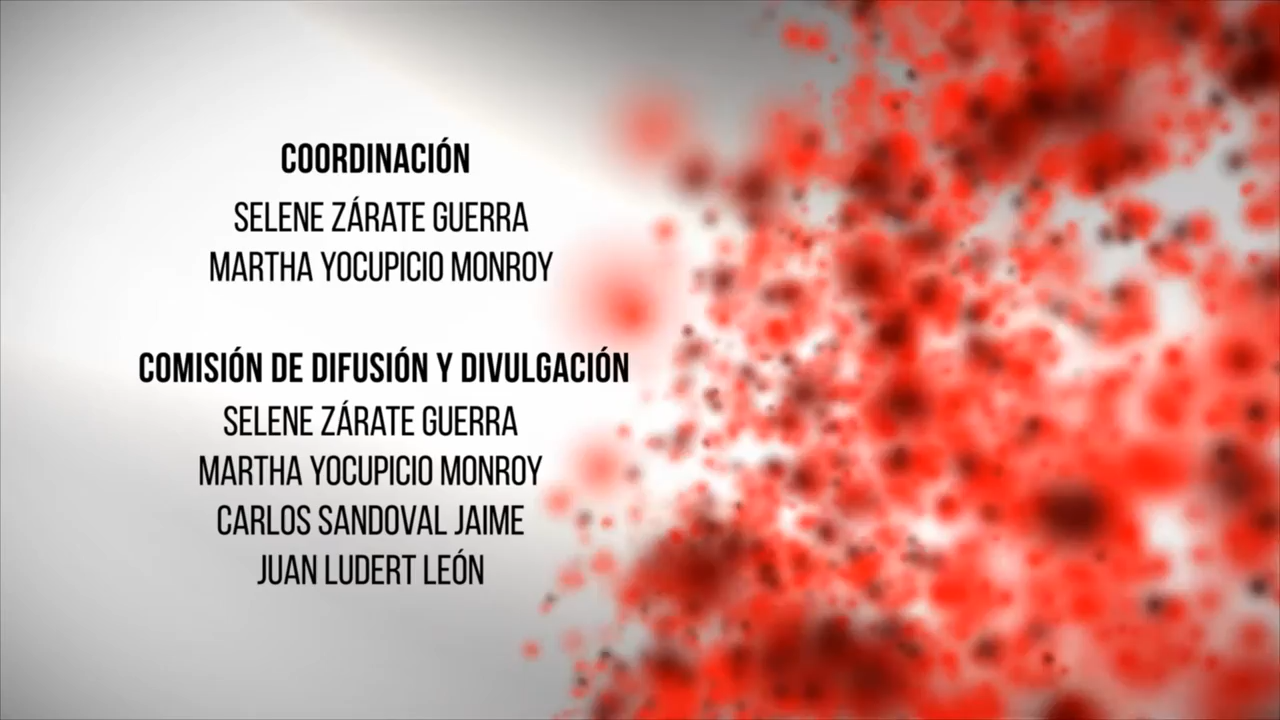 COORDINACIÓN
SELENE ZÁRATE GUERRA
MARTHA YOCUPICIO MONROY
COMISIÓN DE DIFUSIÓN Y DIVULGACIÓN
SELENE ZÁRATE GUERRA
MARTHA YOCUPICIO MONROY
CARLOS SANDOVAL JAIME
JUAN LUDERT LEÓN